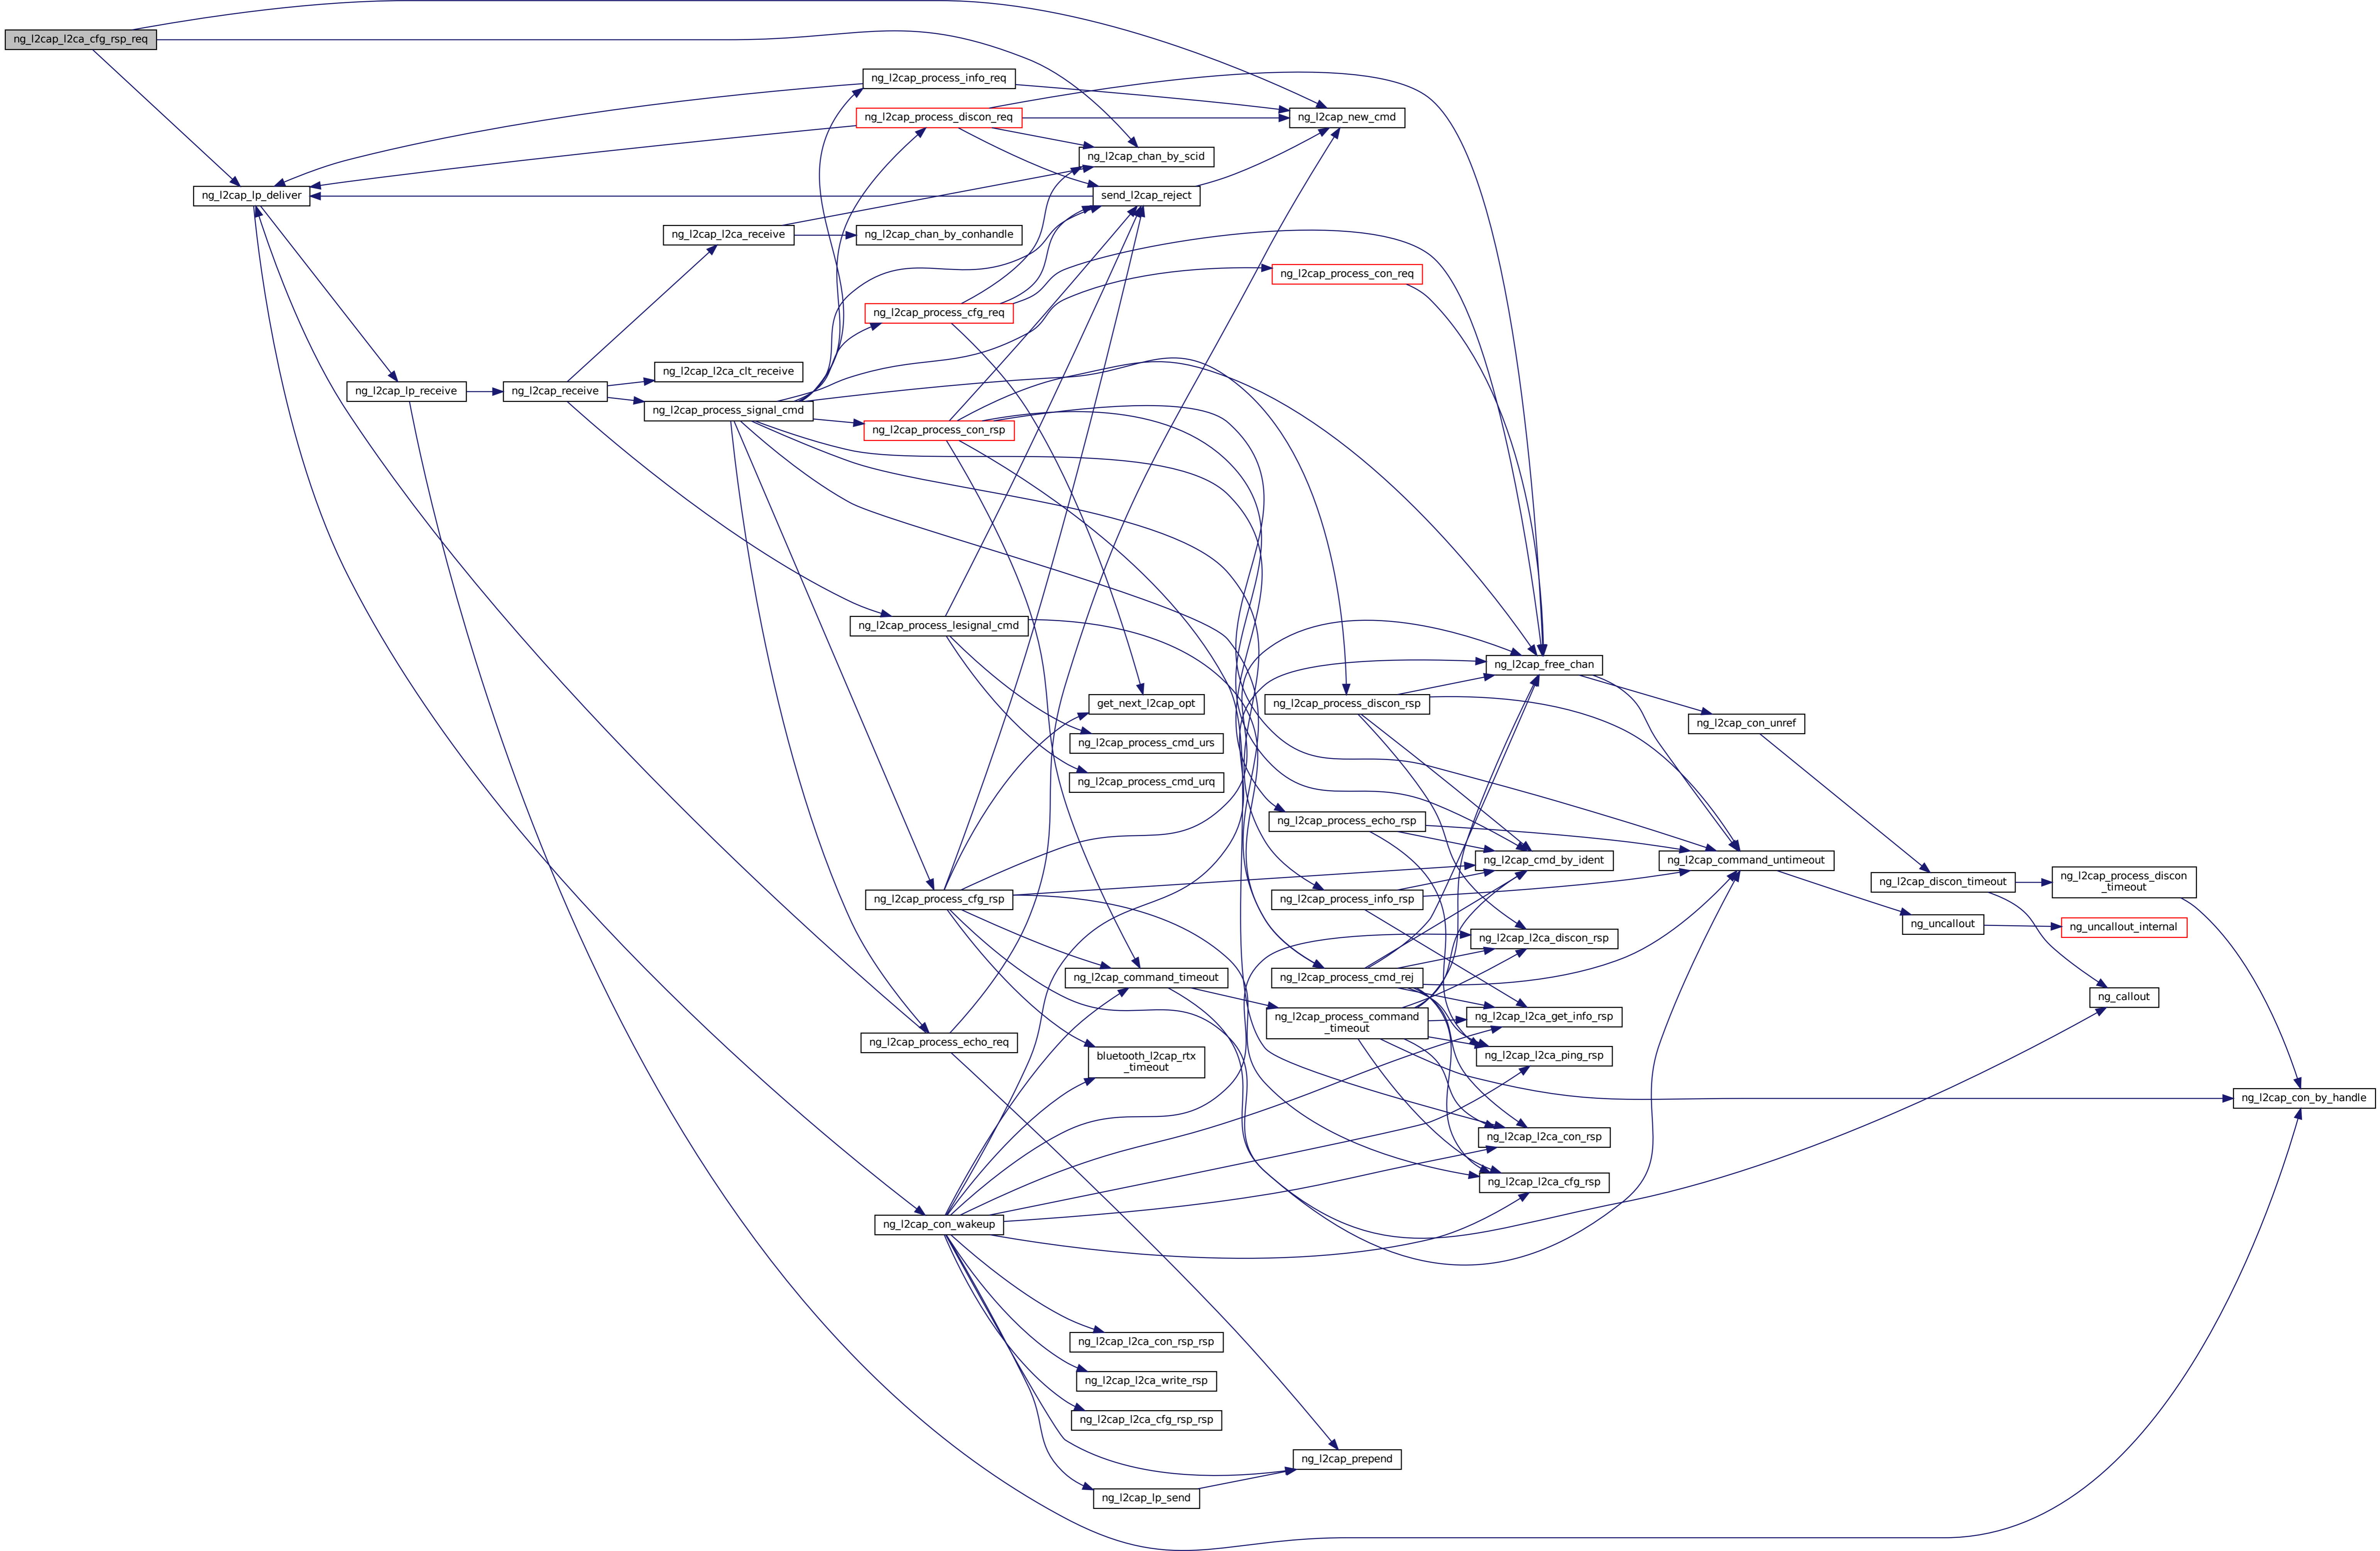 ng_l2cap_l2ca_cfg_rsp_req
ng_l2cap_process_info_req
ng_l2cap_process_discon_req
ng_l2cap_new_cmd
ng_l2cap_chan_by_scid
ng_l2cap_lp_deliver
send_l2cap_reject
ng_l2cap_l2ca_receive
ng_l2cap_chan_by_conhandle
ng_l2cap_process_con_req
ng_l2cap_process_cfg_req
ng_l2cap_l2ca_clt_receive
ng_l2cap_lp_receive
ng_l2cap_receive
ng_l2cap_process_signal_cmd
ng_l2cap_process_con_rsp
ng_l2cap_process_lesignal_cmd
ng_l2cap_free_chan
get_next_l2cap_opt
ng_l2cap_process_discon_rsp
ng_l2cap_con_unref
ng_l2cap_process_cmd_urs
ng_l2cap_process_cmd_urq
ng_l2cap_process_echo_rsp
ng_l2cap_cmd_by_ident
ng_l2cap_command_untimeout
ng_l2cap_discon_timeout
ng_l2cap_process_discon
_timeout
ng_l2cap_process_cfg_rsp
ng_l2cap_process_info_rsp
ng_uncallout
ng_uncallout_internal
ng_l2cap_l2ca_discon_rsp
ng_l2cap_command_timeout
ng_l2cap_process_cmd_rej
ng_callout
ng_l2cap_process_command
_timeout
ng_l2cap_l2ca_get_info_rsp
ng_l2cap_process_echo_req
bluetooth_l2cap_rtx
_timeout
ng_l2cap_l2ca_ping_rsp
ng_l2cap_con_by_handle
ng_l2cap_l2ca_con_rsp
ng_l2cap_l2ca_cfg_rsp
ng_l2cap_con_wakeup
ng_l2cap_l2ca_con_rsp_rsp
ng_l2cap_l2ca_write_rsp
ng_l2cap_l2ca_cfg_rsp_rsp
ng_l2cap_prepend
ng_l2cap_lp_send